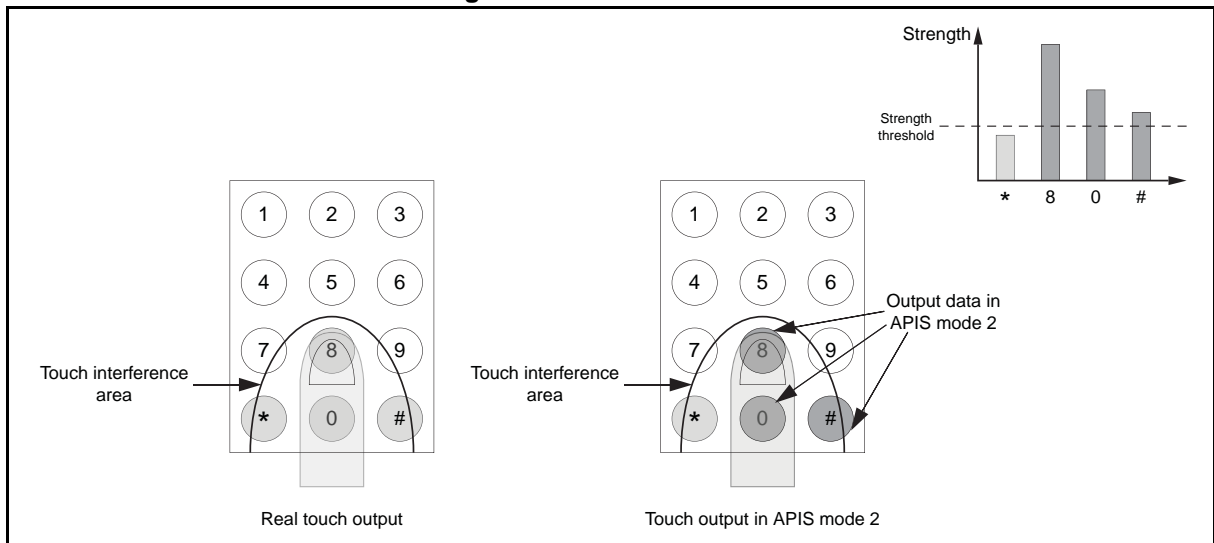 g
Strength
Strength
threshold
* 8 0 #
1 2 3
4 5 6
7 8 9
* 0 #
Touch interference
area
Real touch output
1 2 3
4 5 6
7 8 9
* 0 #
Touch interference
area
Output data in
APIS mode 2
Touch output in APIS mode 2